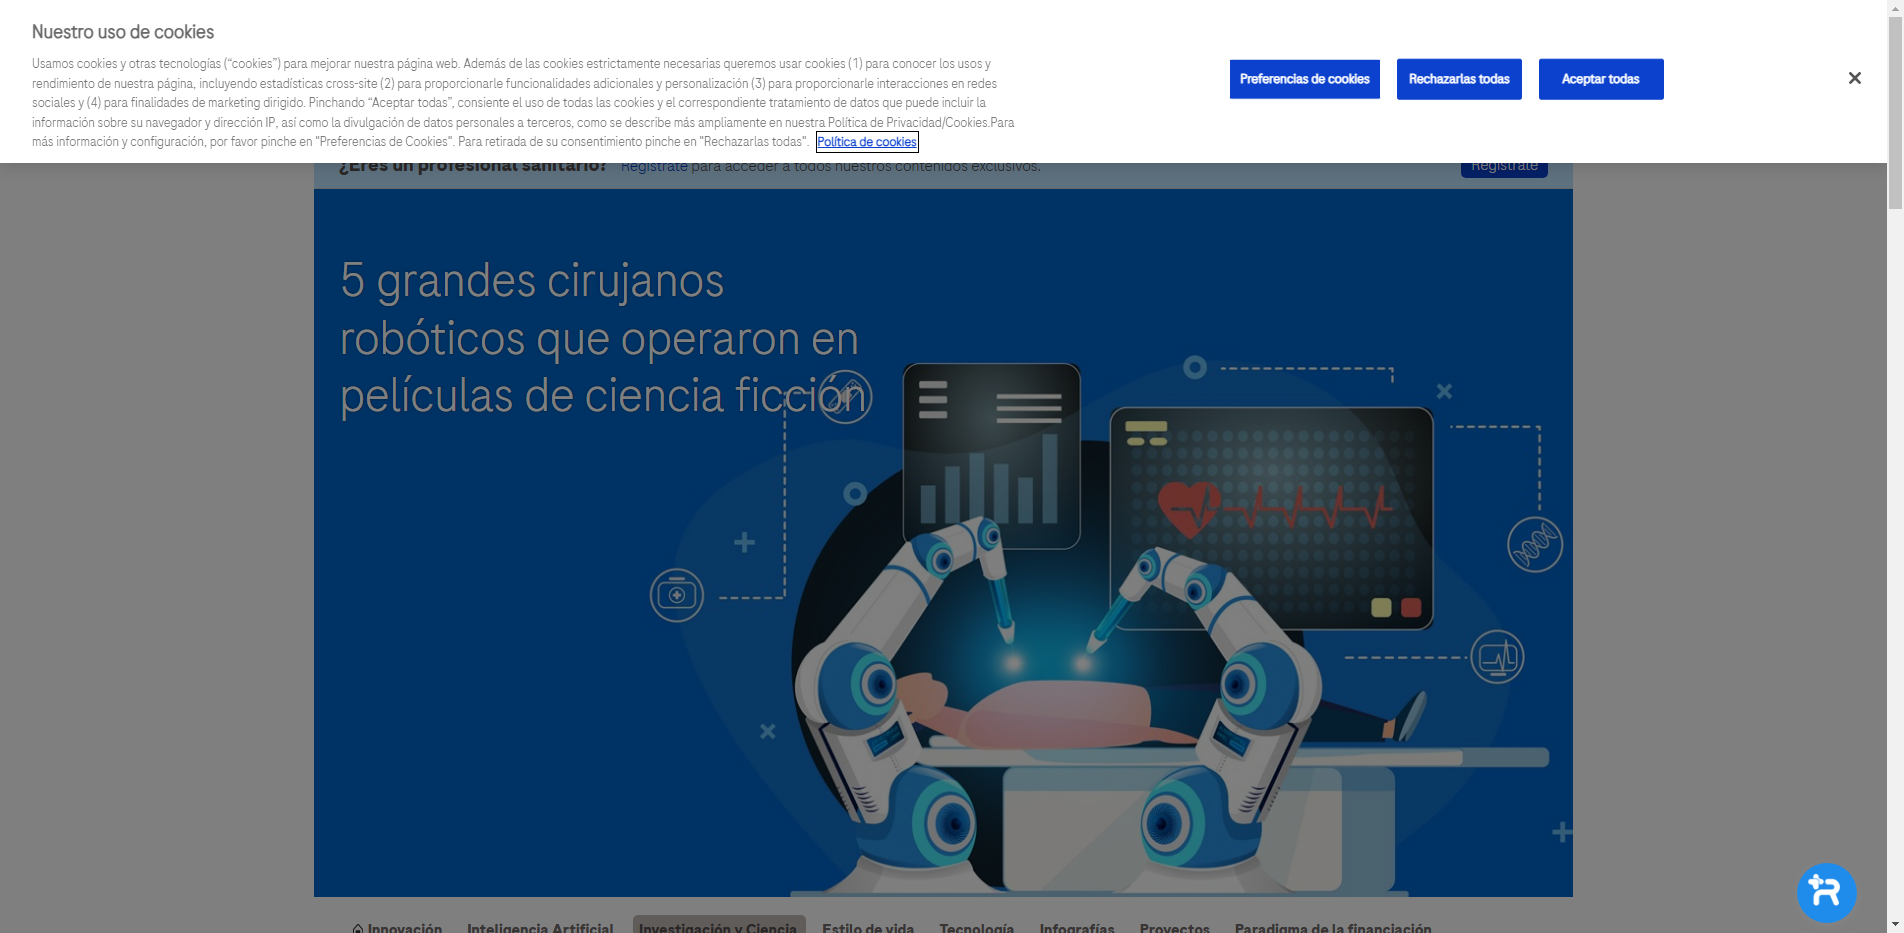 Nuestro uso de cookies
Usamos cookies y otras tecnologías (“cookies”) para mejorar nuestra página web. Además de las cookies estrictamente necesarias queremos usar cookies (1) para conocer los usos y
rendimiento de nuestra página, incluyendo estadísticas cross-site (2) para proporcionarle funcionalidades adicionales y personalización (3) para proporcionarle interacciones en redes
sociales y (4) para finalidades de marketing dirigido. Pinchando “Aceptar todas”, consiente el uso de todas las cookies y el correspondiente tratamiento de datos que puede incluir la
información sobre su navegador y dirección IP, así como la divulgación de datos personales a terceros, como se describe más ampliamente en nuestra Política de Privacidad/Cookies.Para
más información y configuración, por favor pinche en "Preferencias de Cookies". Para retirada de su consentimiento pinche en "Rechazarlas todas". Política de cookies
Preferencias de cookies
Rechazarlas todas
Aceptar todas
¿Eres un profesional sanitario? Regístrate para acceder a todos nuestros contenidos exclusivos.
Regístrate
5 grandes cirujanos
robóticos que operaron en
películas de ciencia ficción
Innovación Inteligencia Artificial Investigación y Ciencia Estilo de vida Tecnología Infografías Proyectos Paradigma de la financiación